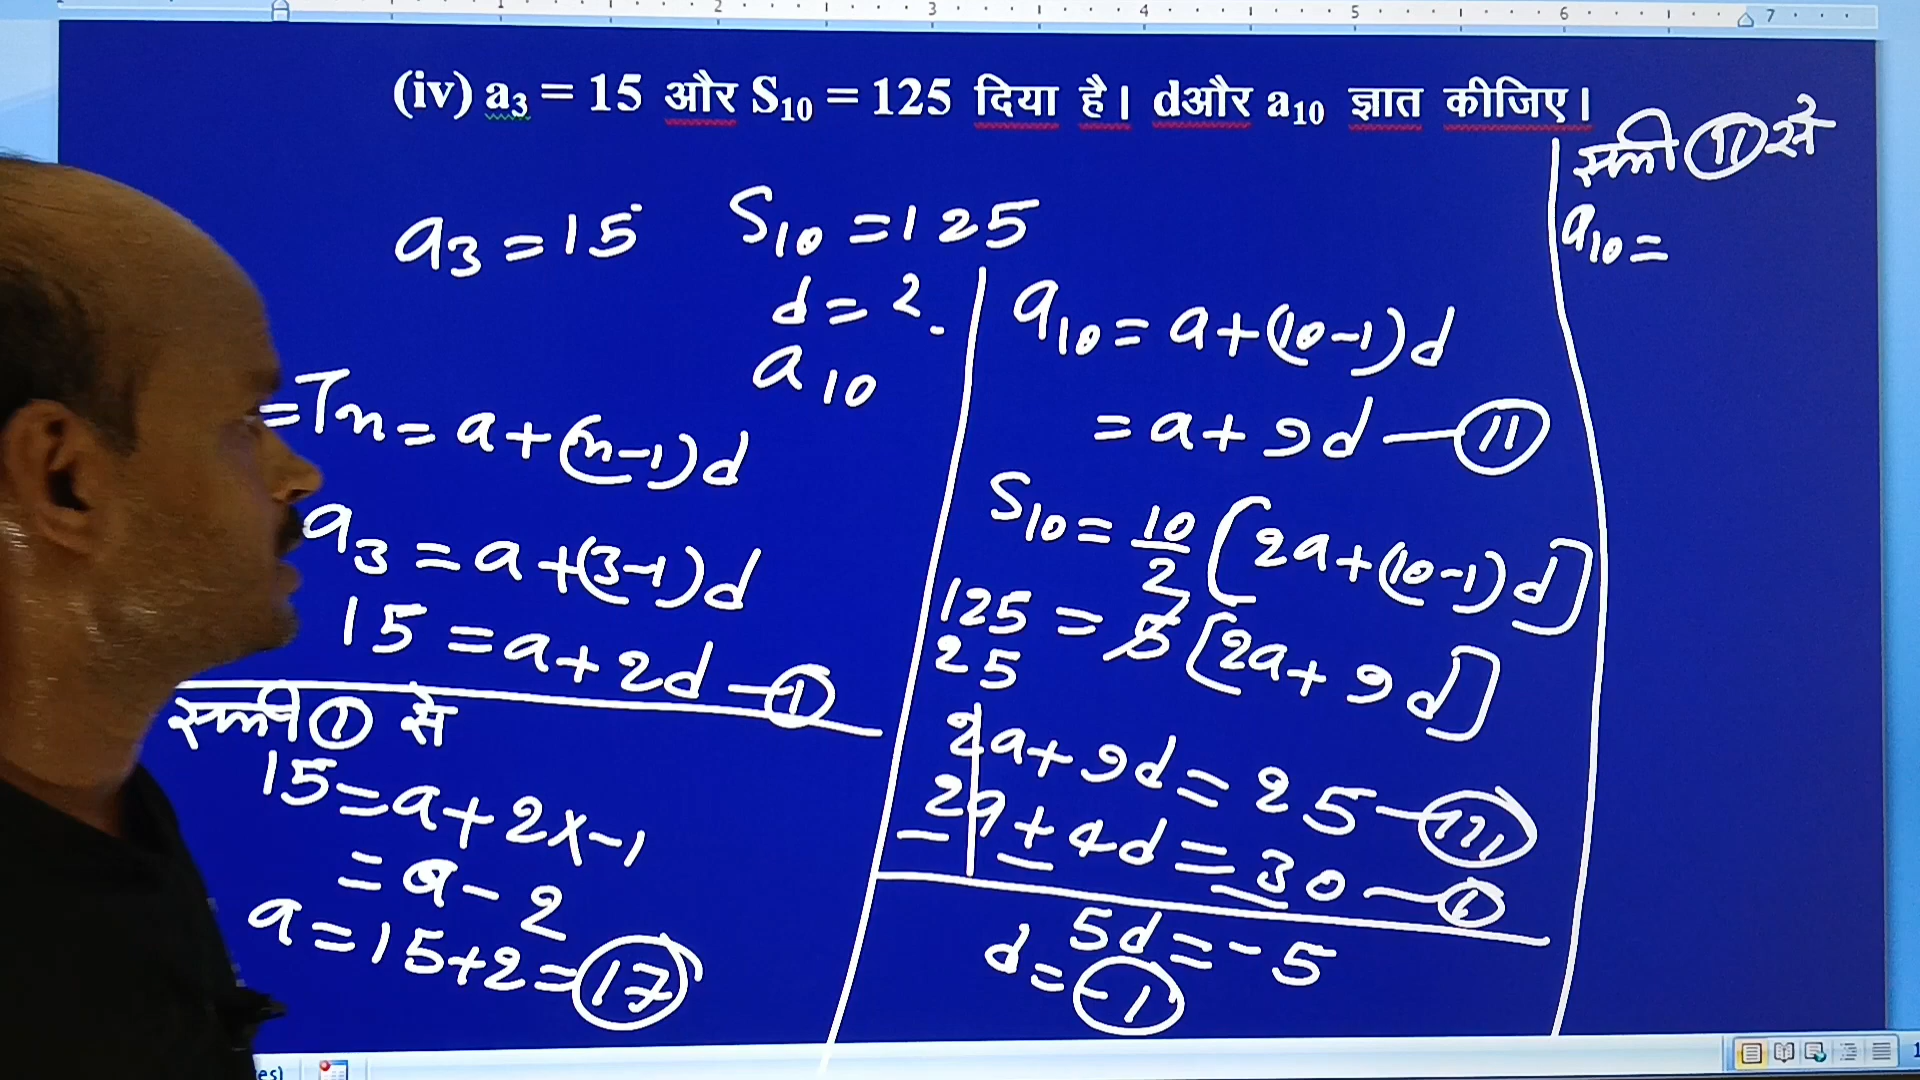 (iv) a₃ = 15 और S₁₀ = 125 दिया है। dऔर a₁₀ ज्ञात कीजिए।
a₃ = 15 S₁₀ = 125
d = ?
a₁₀
= Tn = a + (n-1)d
a₃ = a + (3-1)d
15 = a + 2d — ①
समी ① से
15 = a + 2x-1
= a - 2
a = 15+2 = 17
a₁₀ = a + (10-1)d
= a + 9d — ⑪
S₁₀ = 10/2 [2a + (10-1)d]
125 = 5 [2a + 9d]
25
2a + 9d = 25 — (111)
2a + 4d = 30 — ①
5d = -5
d = -1
समी ⑪ से
a₁₀ =